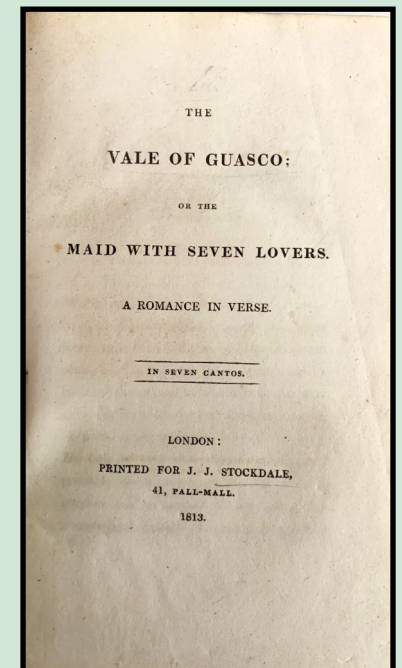 THE
VALE OF GUASCO;
OR THE
MAID WITH SEVEN LOVERS.
A ROMANCE IN VERSE.
IN SEVEN CANTOS.
LONDON:
PRINTED FOR J. J. STOCKDALE,
41, PALL-MALL.
1813.